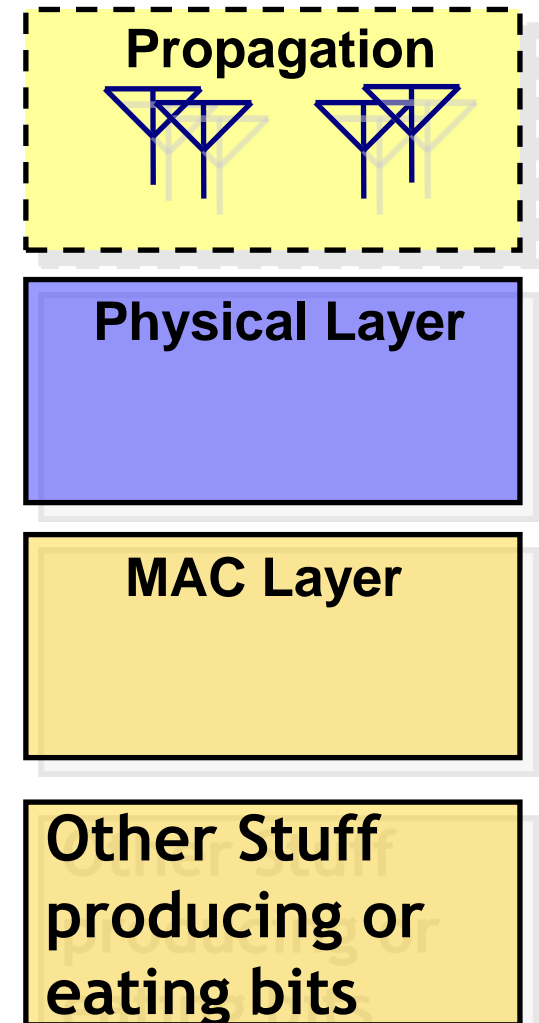 Propagation
Physical Layer
MAC Layer
Other Stuff
producing or
eating bits